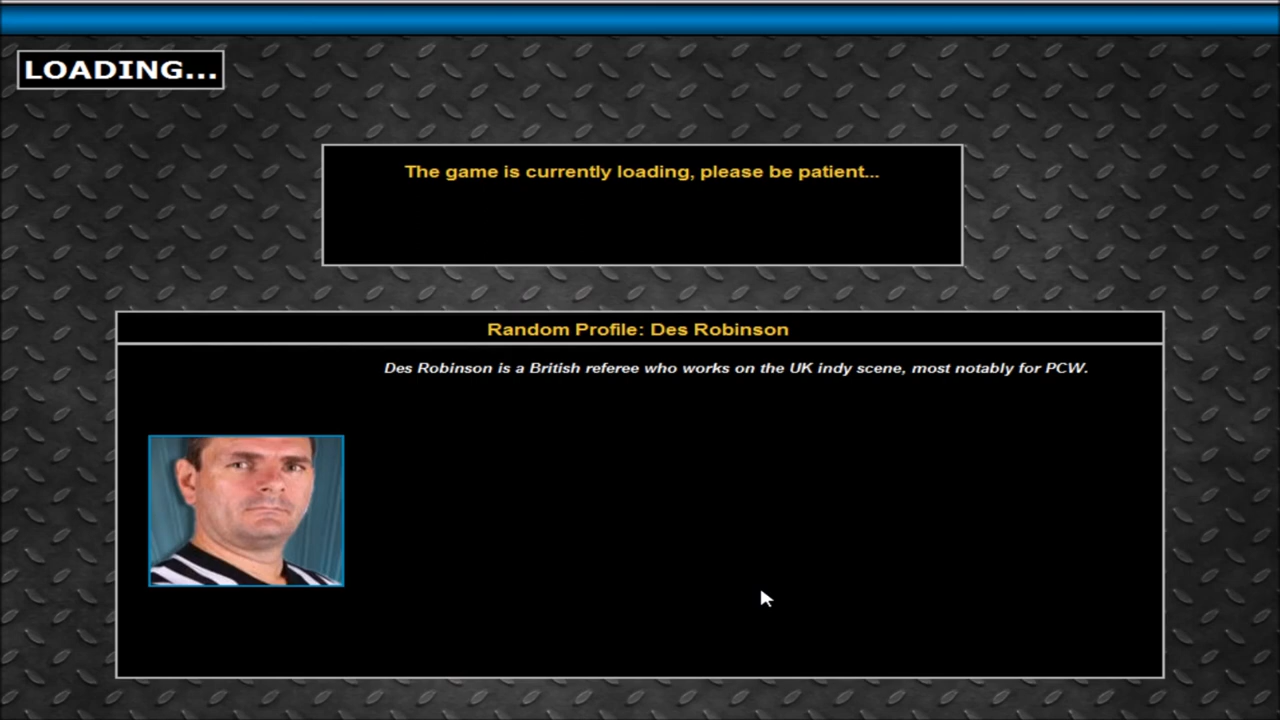 LOADING...
The game is currently loading, please be patient...
Random Profile: Des Robinson
Des Robinson is a British referee who works on the UK indy scene, most notably for PCW.